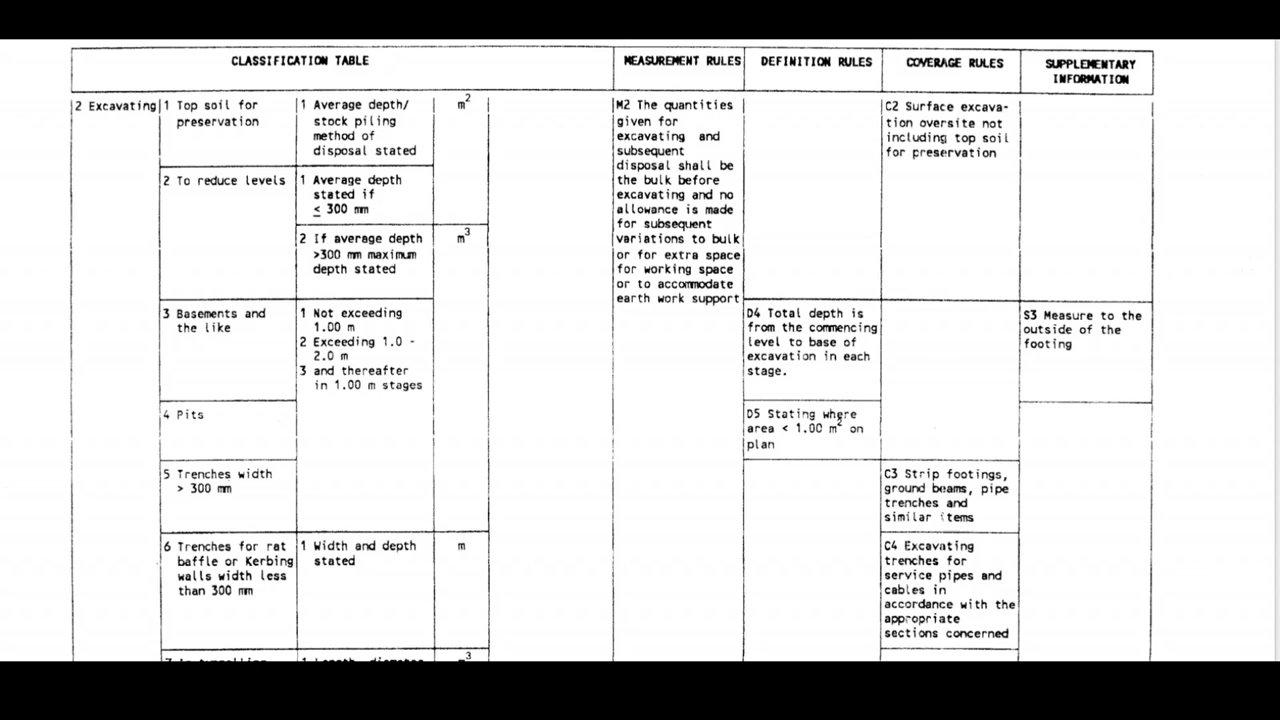 CLASSIFICATION TABLE
MEASUREMENT RULES
DEFINITION RULES
COVERAGE RULES
SUPPLEMENTARY
INFORMATION
2 Excavating
1 Top soil for
preservation
1 Average depth/
stock piling
method of
disposal stated
m²
M2 The quantities
given for
excavating and
subsequent
disposal shall be
the bulk before
excavating and no
allowance is made
for subsequent
variations to bulk
or for extra space
for working space
or to accommodate
earth work support
C2 Surface excava-
tion oversite not
including top soil
for preservation
2 To reduce levels
1 Average depth
stated if
≤ 300 mm
2 If average depth
>300 mm maximum
depth stated
m³
3 Basements and
the like
1 Not exceeding
1.00 m
2 Exceeding 1.0 -
2.0 m
3 and thereafter
in 1.00 m stages
D4 Total depth is
from the commencing
level to base of
excavation in each
stage.
S3 Measure to the
outside of the
footing
4 Pits
D5 Stating where
area < 1.00 m² on
plan
5 Trenches width
> 300 mm
C3 Strip footings,
ground beams, pipe
trenches and
similar items
6 Trenches for rat
baffle or Kerbing
walls width less
than 300 mm
1 Width and depth
stated
m
C4 Excavating
trenches for
service pipes and
cables in
accordance with the
appropriate
sections concerned
m³